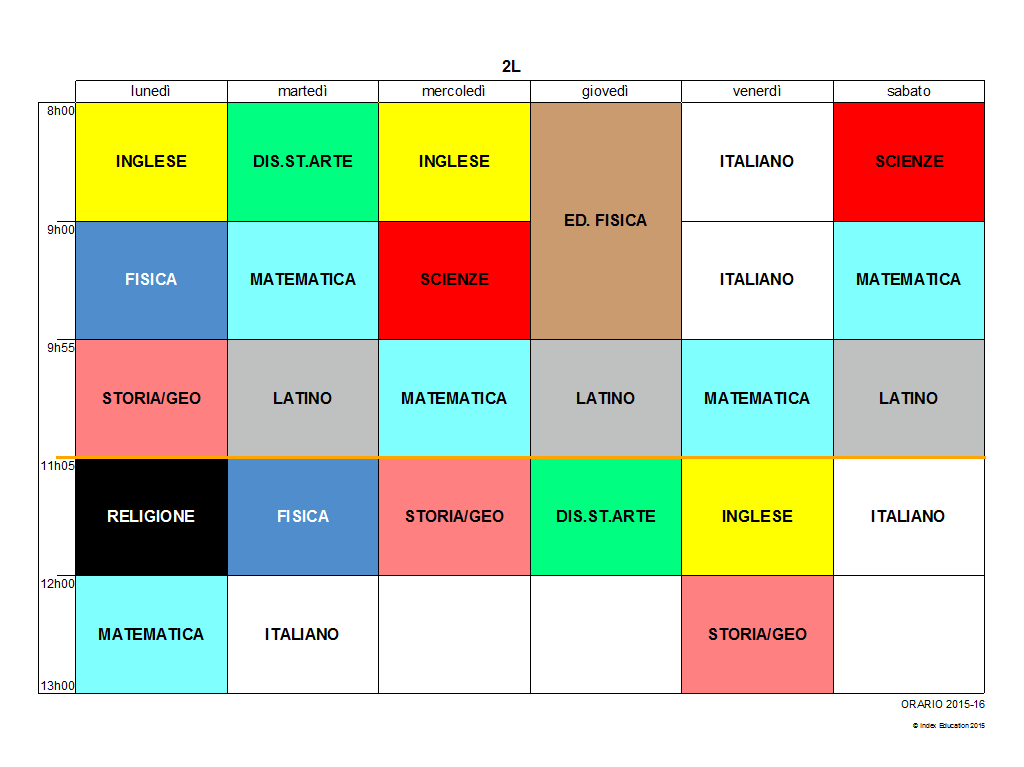 2L
lunedì martedì mercoledì giovedì venerdì sabato
8h00
INGLESE DIS.ST.ARTE INGLESE ED. FISICA ITALIANO SCIENZE
9h00
FISICA MATEMATICA SCIENZE ITALIANO MATEMATICA
9h55
STORIA/GEO LATINO MATEMATICA LATINO MATEMATICA LATINO
11h05
RELIGIONE FISICA STORIA/GEO DIS.ST.ARTE INGLESE ITALIANO
12h00
MATEMATICA ITALIANO STORIA/GEO
13h00
ORARIO 2015-16
© Index Education 2015